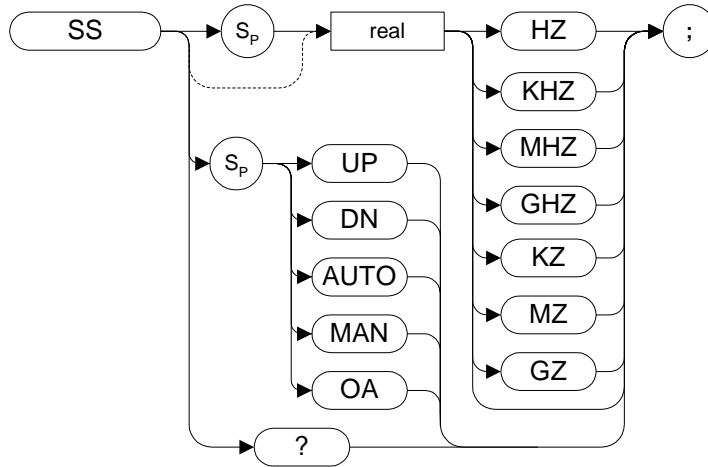 SS SP real HZ ;
KHZ
MHZ
SP UP GHZ
DN KZ
AUTO MZ
MAN GZ
OA
?